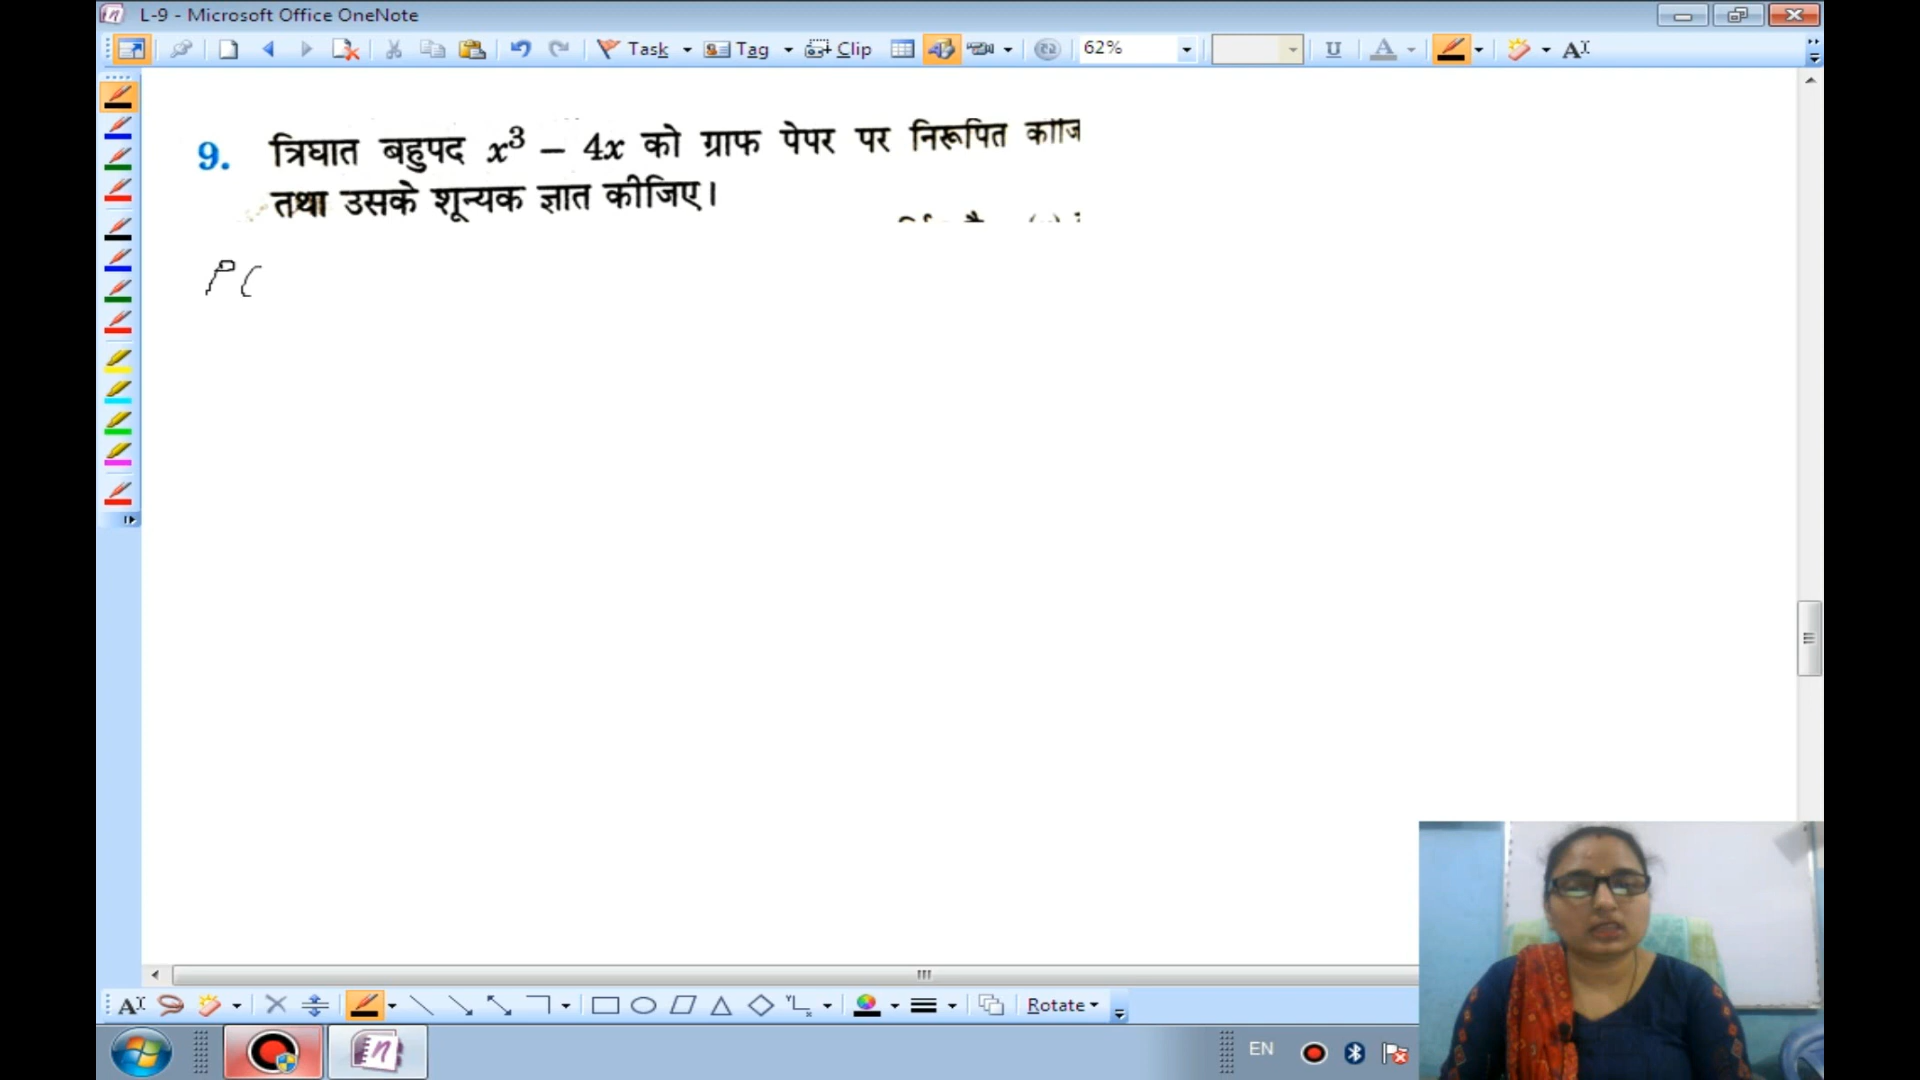 L-9 - Microsoft Office OneNote
Task Tag Clip 62% U A
9. त्रिघात बहुपद x³ – 4x को ग्राफ पेपर पर निरूपित
तथा उसके शून्यक ज्ञात कीजिए।
P(
Rotate
EN